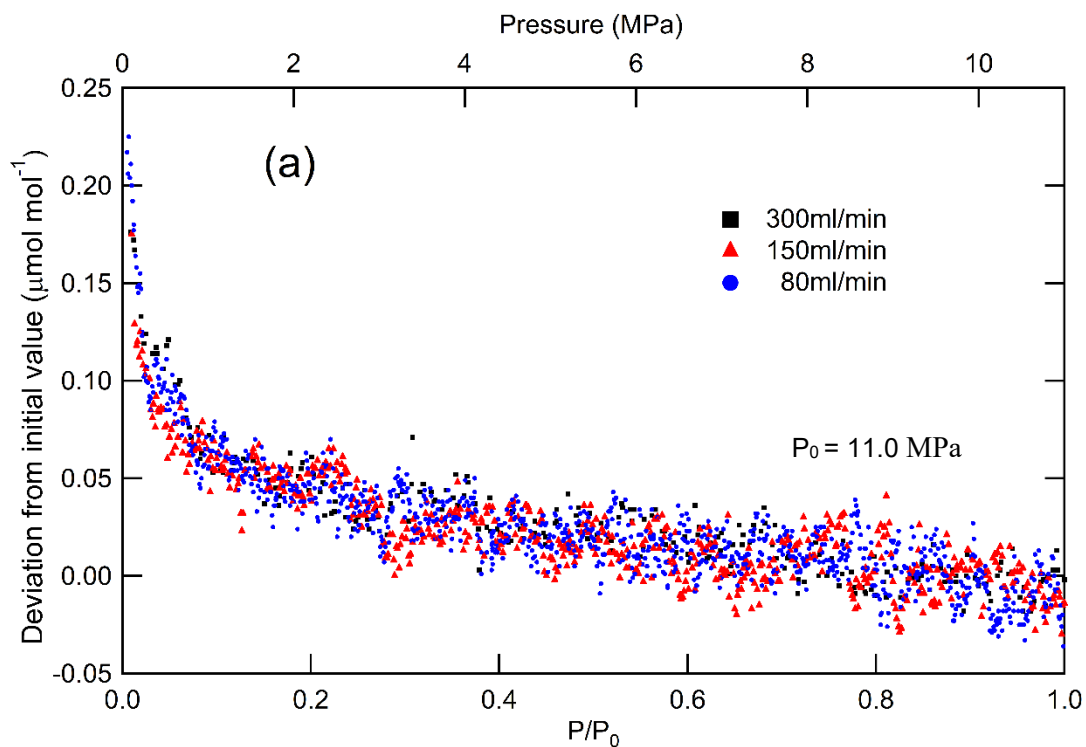 Pressure (MPa)
0 2 4 6 8 10
Deviation from initial value (μmol mol⁻¹)
0.25
0.20
0.15
0.10
0.05
0.00
-0.05
(a)
300ml/min
150ml/min
80ml/min
P₀ = 11.0 MPa
0.0 0.2 0.4 0.6 0.8 1.0
P/P₀